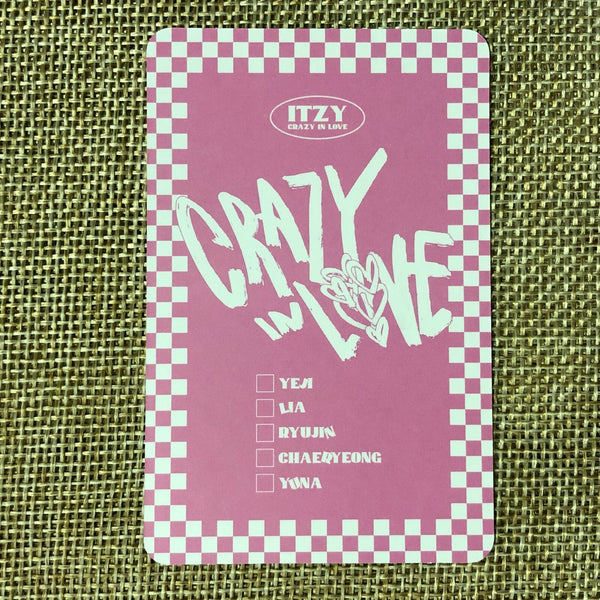 ITZY
CRAZY IN LOVE
CRAZY
IN LOVE
YEJI
LIA
RYUJIN
CHAERYEONG
YUNA